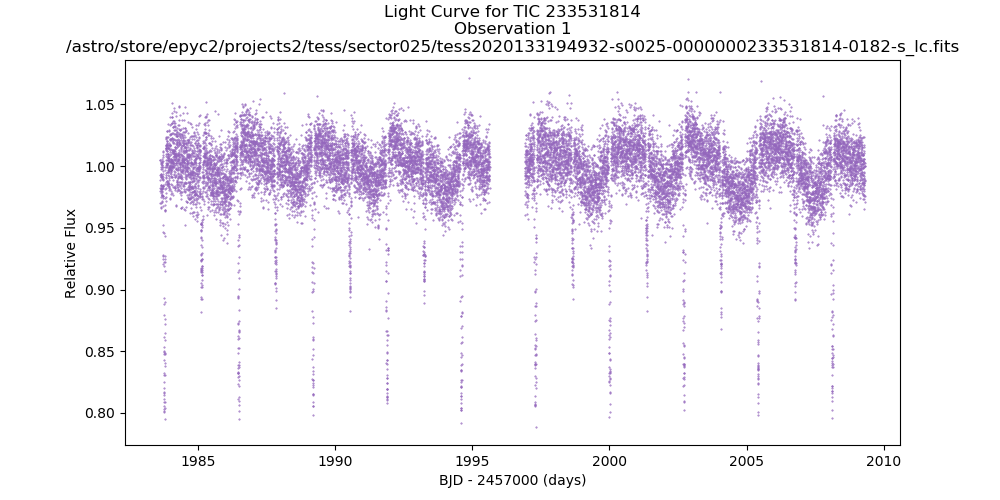 Light Curve for TIC 233531814
Observation 1
/astro/store/epyc2/projects2/tess/sector025/tess2020133194932-s0025-0000000233531814-0182-s_lc.fits
1.05
1.00
0.95
0.90
0.85
0.80
Relative Flux
1985
1990
1995
2000
2005
2010
BJD - 2457000 (days)